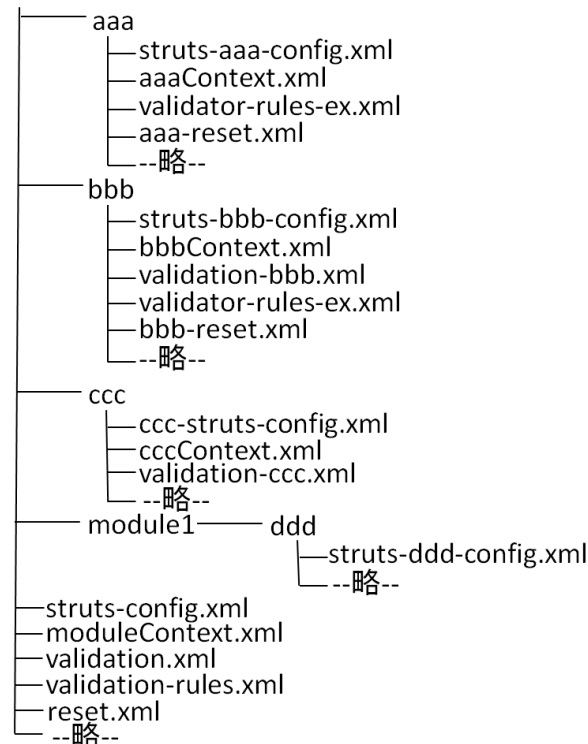 aaa
struts-aaa-config.xml
aaaContext.xml
validator-rules-ex.xml
aaa-reset.xml
--略--
bbb
struts-bbb-config.xml
bbbContext.xml
validation-bbb.xml
validator-rules-ex.xml
bbb-reset.xml
--略--
ccc
ccc-struts-config.xml
cccContext.xml
validation-ccc.xml
--略--
module1 ddd
struts-ddd-config.xml
--略--
struts-config.xml
moduleContext.xml
validation.xml
validation-rules.xml
reset.xml
--略--